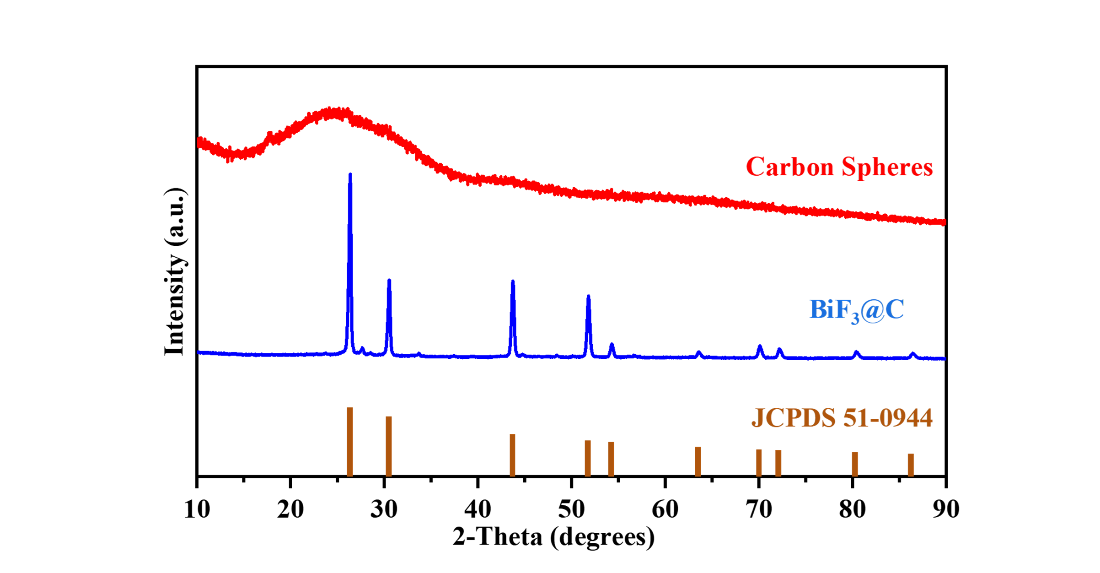 Carbon Spheres
BiF₃@C
JCPDS 51-0944
Intensity (a.u.)
10 20 30 40 50 60 70 80 90
2-Theta (degrees)